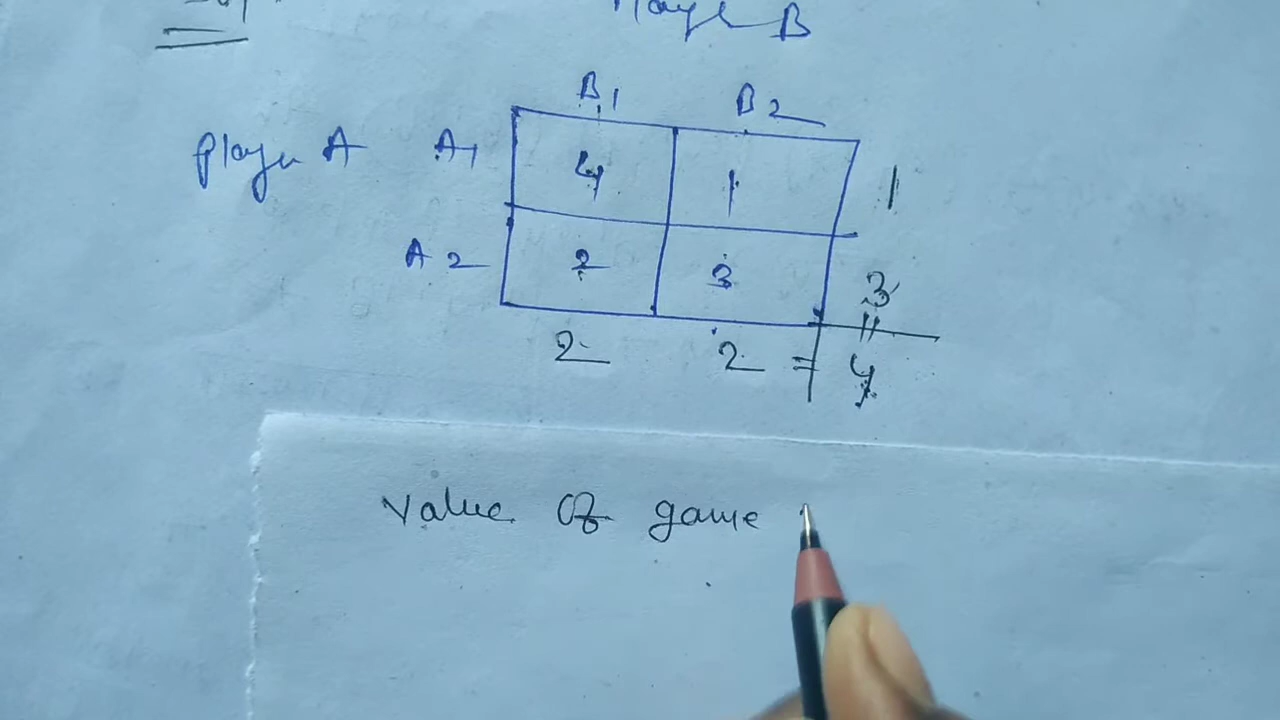 Player B
B1 B2
Player A A1 4 1 1
A2 2 3 3
2 2 = 4
Value Of game